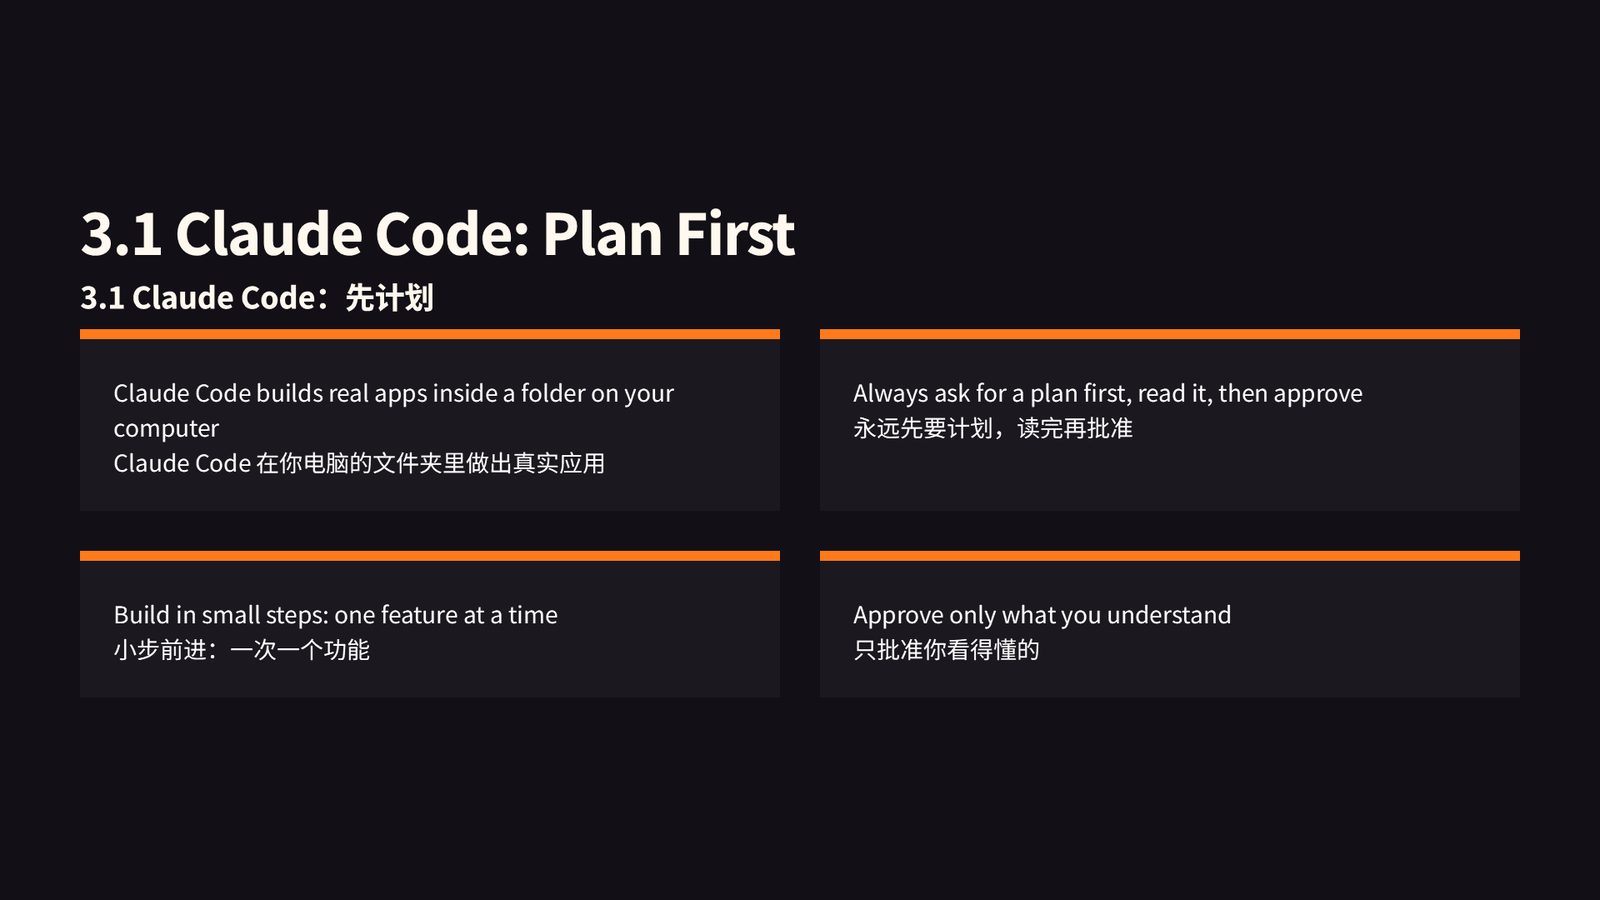 3.1 Claude Code: Plan First
3.1 Claude Code：先计划
Claude Code builds real apps inside a folder on your
computer
Claude Code 在你电脑的文件夹里做出真实应用
Always ask for a plan first, read it, then approve
永远先要计划，读完再批准
Build in small steps: one feature at a time
小步前进：一次一个功能
Approve only what you understand
只批准你看得懂的